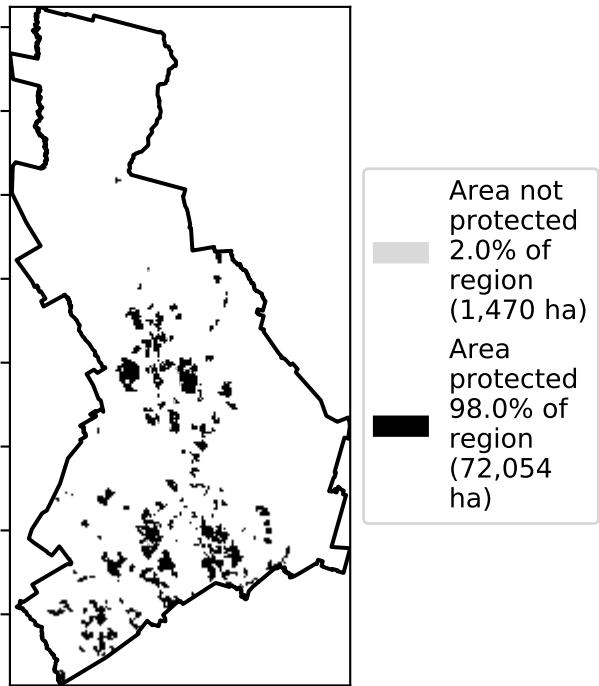 Area not
protected
2.0% of
region
(1,470 ha)
Area
protected
98.0% of
region
(72,054
ha)